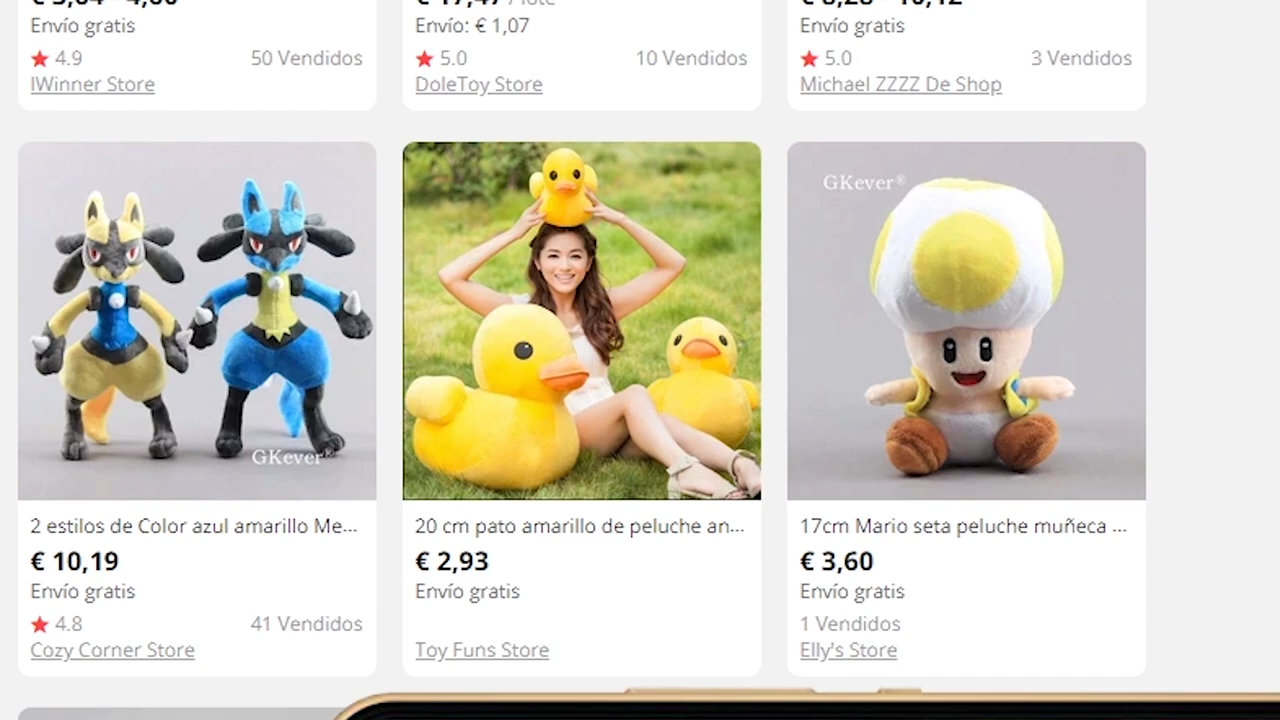 Envío gratis
★ 4.9 50 Vendidos
IWinner Store
/ lote
Envío: € 1,07
★ 5.0 10 Vendidos
DoleToy Store
Envío gratis
★ 5.0 3 Vendidos
Michael ZZZZ De Shop
GKever®
2 estilos de Color azul amarillo Me...
€ 10,19
Envío gratis
★ 4.8 41 Vendidos
Cozy Corner Store
20 cm pato amarillo de peluche an...
€ 2,93
Envío gratis
Toy Funs Store
GKever®
17cm Mario seta peluche muñeca ...
€ 3,60
Envío gratis
1 Vendidos
Elly's Store